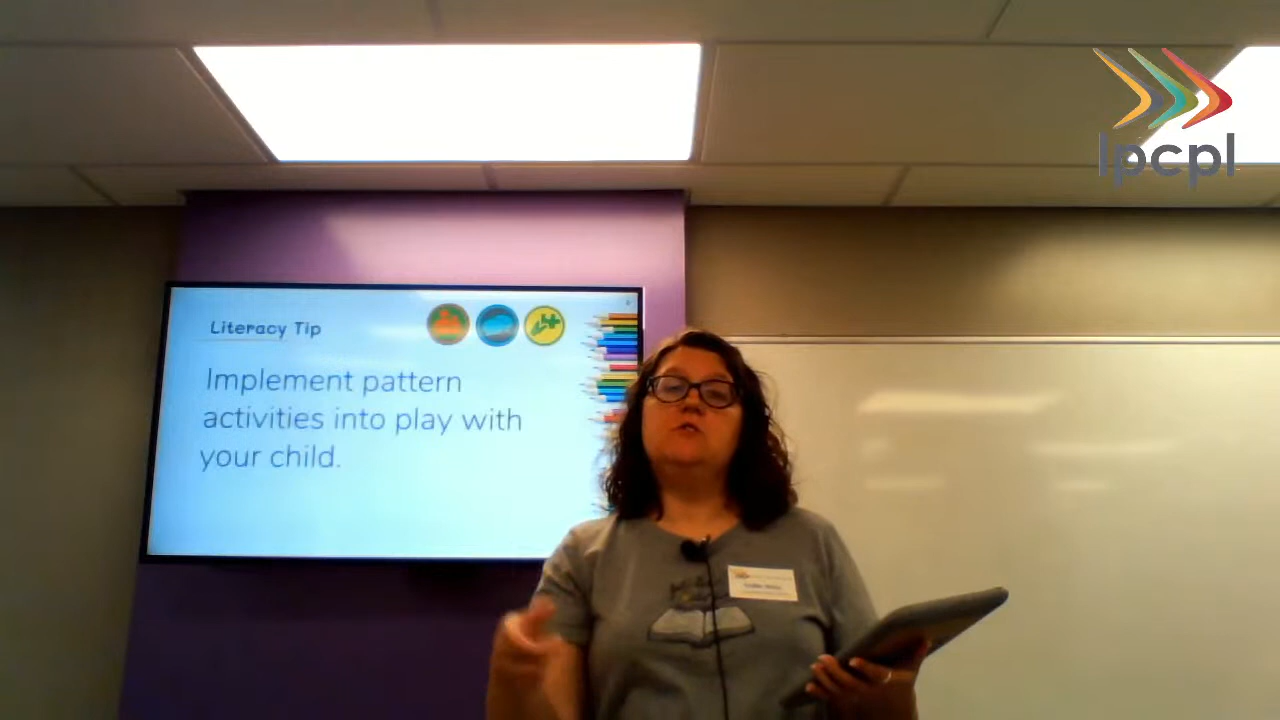 lpcpl
Literacy Tip
Implement pattern
activities into play with
your child.